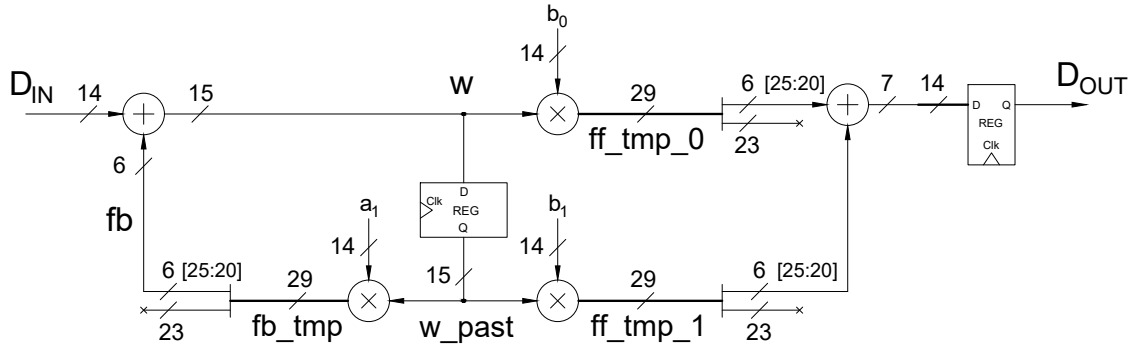 b0
14
29
6 [25:20]
7
14
DOUT
DIN
14
15
w
ff_tmp_0
23
D Q
REG
Clk
6
fb
D
Clk
REG
Q
a1
14
b1
14
15
6 [25:20]
29
29
6 [25:20]
23
fb_tmp
w_past
ff_tmp_1
23